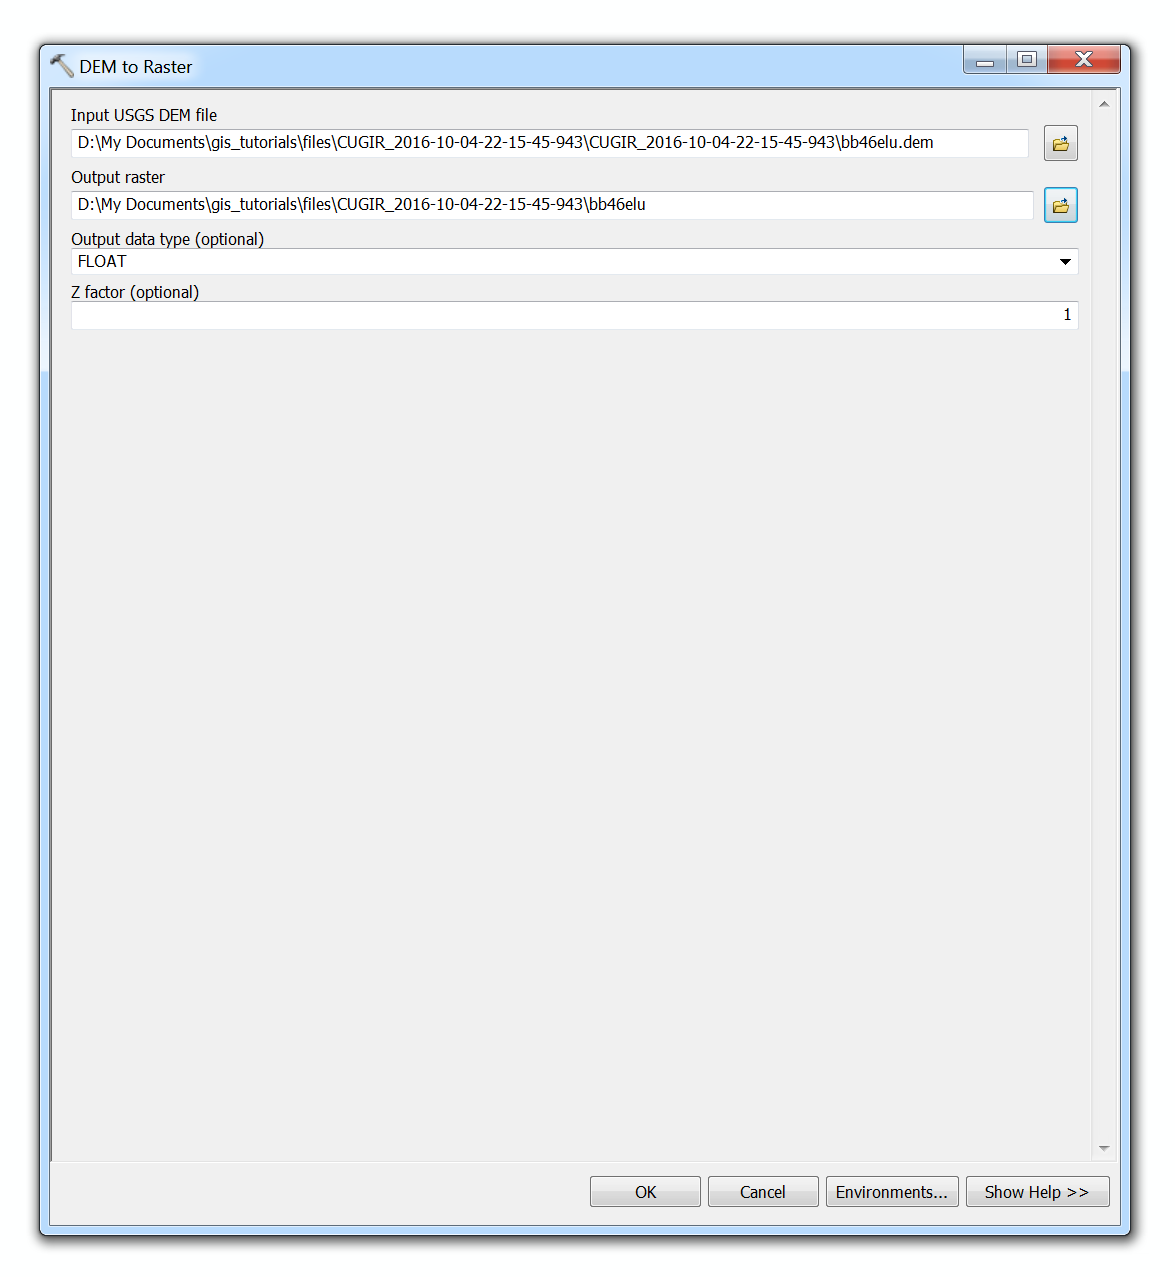 DEM to Raster
Input USGS DEM file
D:\My Documents\gis_tutorials\files\CUGIR_2016-10-04-22-15-45-943\CUGIR_2016-10-04-22-15-45-943\bb46elu.dem
Output raster
D:\My Documents\gis_tutorials\files\CUGIR_2016-10-04-22-15-45-943\bb46elu
Output data type (optional)
FLOAT
Z factor (optional)
1
OK Cancel Environments... Show Help >>